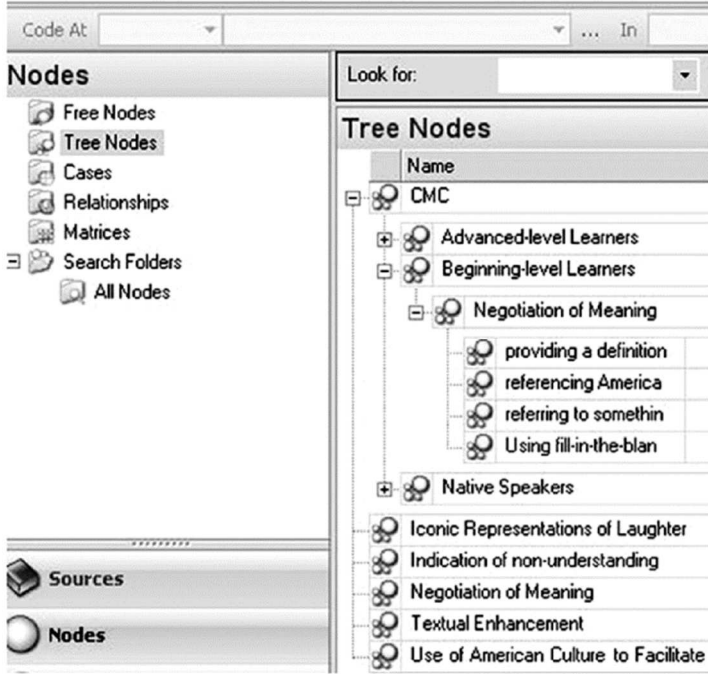 Code At
... In
Nodes
Free Nodes
Tree Nodes
Cases
Relationships
Matrices
Search Folders
All Nodes
Sources
Nodes
Look for:
Tree Nodes
Name
CMC
Advanced-level Learners
Beginning-level Learners
Negotiation of Meaning
providing a definition
referencing America
referring to somethin
Using fill-in-the-blan
Native Speakers
Iconic Representations of Laughter
Indication of non-understanding
Negotiation of Meaning
Textual Enhancement
Use of American Culture to Facilitate